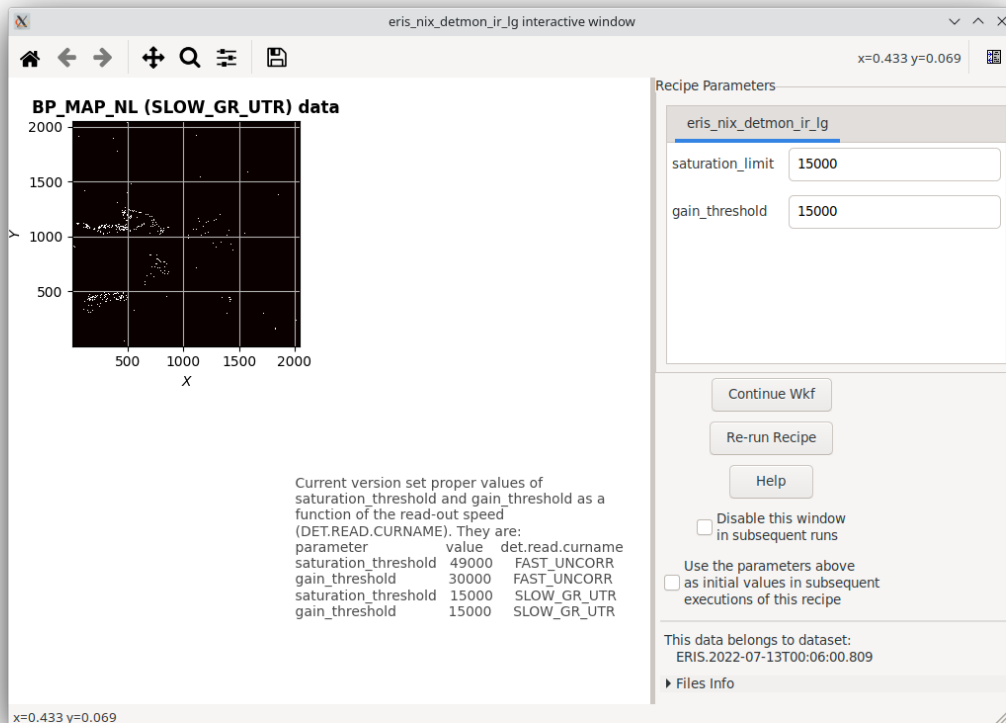 eris_nix_detmon_ir_lg interactive window
x=0.433 y=0.069
Recipe Parameters
BP_MAP_NL (SLOW_GR_UTR) data
2000
1500
1000
500
Y
500 1000 1500 2000
X
eris_nix_detmon_ir_lg
saturation_limit 15000
gain_threshold 15000
Continue Wkf
Re-run Recipe
Help
Disable this window
in subsequent runs
Use the parameters above
as initial values in subsequent
executions of this recipe
Current version set proper values of
saturation_threshold and gain_threshold as a
function of the read-out speed
(DET.READ.CURNAME). They are:
parameter value det.read.curname
saturation_threshold 49000 FAST_UNCORR
gain_threshold 30000 FAST_UNCORR
saturation_threshold 15000 SLOW_GR_UTR
gain_threshold 15000 SLOW_GR_UTR
This data belongs to dataset:
ERIS.2022-07-13T00:06:00.809
Files Info
x=0.433 y=0.069